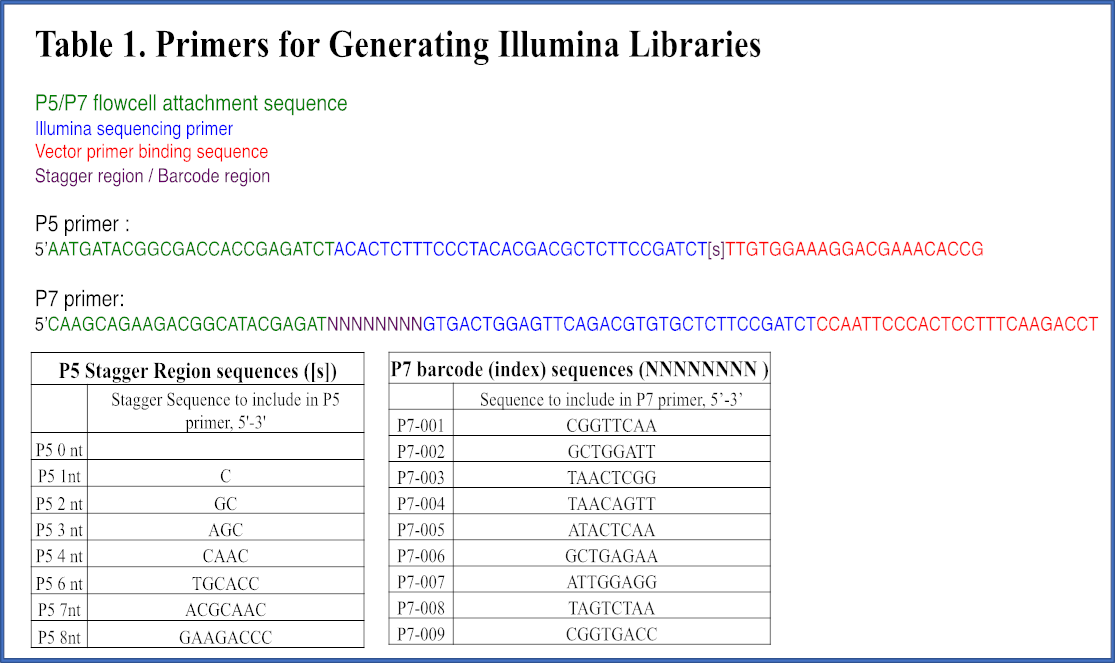 Table 1. Primers for Generating Illumina Libraries
P5/P7 flowcell attachment sequence
Illumina sequencing primer
Vector primer binding sequence
Stagger region / Barcode region
P5 primer :
5’AATGATACGGCGACCACCGAGATCTACACTCTTTCCCTACACGACGCTCTTCCGATCT[s]TTGTGGAAAGGACGAAACACCG
P7 primer:
5’CAAGCAGAAGACGGCATACGAGATNNNNNNNNGTGACTGGAGTTCAGACGTGTGCTCTTCCGATCTCCAATTCCCACTCCTTTCAAGACCT
P5 Stagger Region sequences ([s])
Stagger Sequence to include in P5
primer, 5'-3'
P5 0 nt
P5 1nt C
P5 2 nt GC
P5 3 nt AGC
P5 4 nt CAAC
P5 6 nt TGCACC
P5 7nt ACGCAAC
P5 8nt GAAGACCC
P7 barcode (index) sequences (NNNNNNNN )
Sequence to include in P7 primer, 5’-3’
P7-001 CGGTTCAA
P7-002 GCTGGATT
P7-003 TAACTCGG
P7-004 TAACAGTT
P7-005 ATACTCAA
P7-006 GCTGAGAA
P7-007 ATTGGAGG
P7-008 TAGTCTAA
P7-009 CGGTGACC